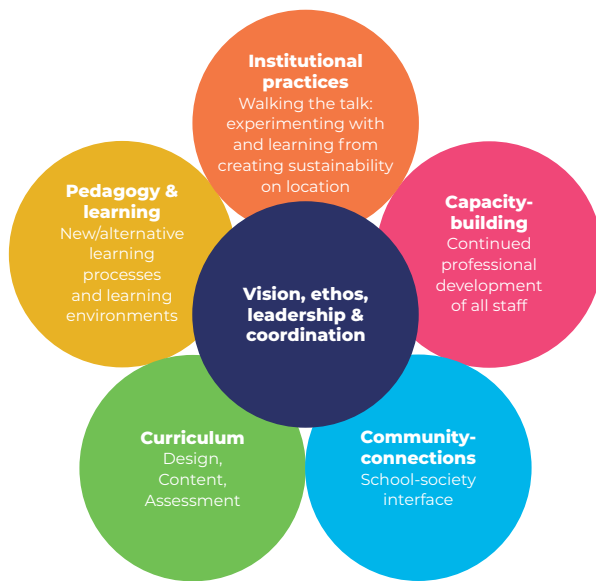 Institutional
practices
Walking the talk:
experimenting with
and learning from
creating sustainability
on location
Pedagogy &
learning
New/alternative
learning
processes
and learning
environments
Capacity-
building
Continued
professional
development
of all staff
Vision, ethos,
leadership &
coordination
Curriculum
Design,
Content,
Assessment
Community-
connections
School-society
interface